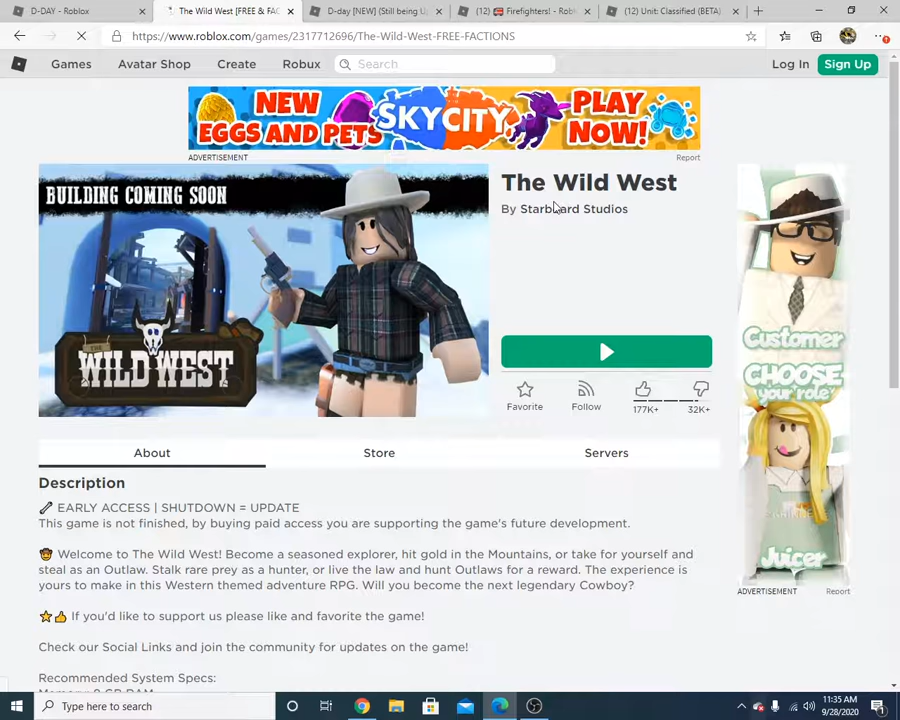 D-DAY - Roblox
The Wild West [FREE & FAC
D-day [NEW] (Still being U
(12) 🚒 Firefighters! - Robl
(12) Unit: Classified (BETA)
https://www.roblox.com/games/2317712696/The-Wild-West-FREE-FACTIONS
Games
Avatar Shop
Create
Robux
Search
Log In
Sign Up
NEW
EGGS AND PETS
SKYCITY
PLAY
NOW!
ADVERTISEMENT
Report
BUILDING COMING SOON
THE
WILD WEST
The Wild West
By Starboard Studios
Favorite
Follow
177K+
32K+
Customer
CHOOSE
your role
Juicer
ADVERTISEMENT
Report
About
Store
Servers
Description
🖊 EARLY ACCESS | SHUTDOWN = UPDATE
This game is not finished, by buying paid access you are supporting the game's future development.
🤠 Welcome to The Wild West! Become a seasoned explorer, hit gold in the Mountains, or take for yourself and
steal as an Outlaw. Stalk rare prey as a hunter, or live the law and hunt Outlaws for a reward. The experience is
yours to make in this Western themed adventure RPG. Will you become the next legendary Cowboy?
⭐👍 If you'd like to support us please like and favorite the game!
Check our Social Links and join the community for updates on the game!
Recommended System Specs:
Type here to search
11:35 AM
9/28/2020